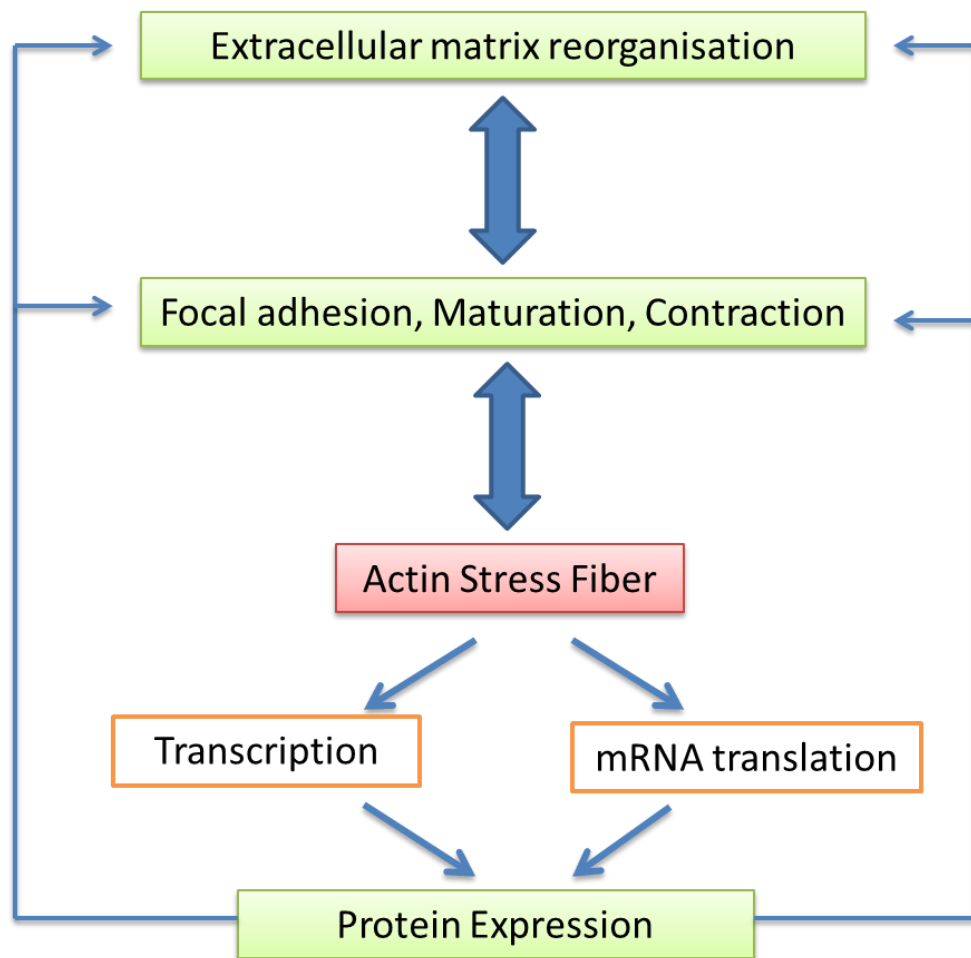 Extracellular matrix reorganisation
Focal adhesion, Maturation, Contraction
Actin Stress Fiber
Transcription
mRNA translation
Protein Expression